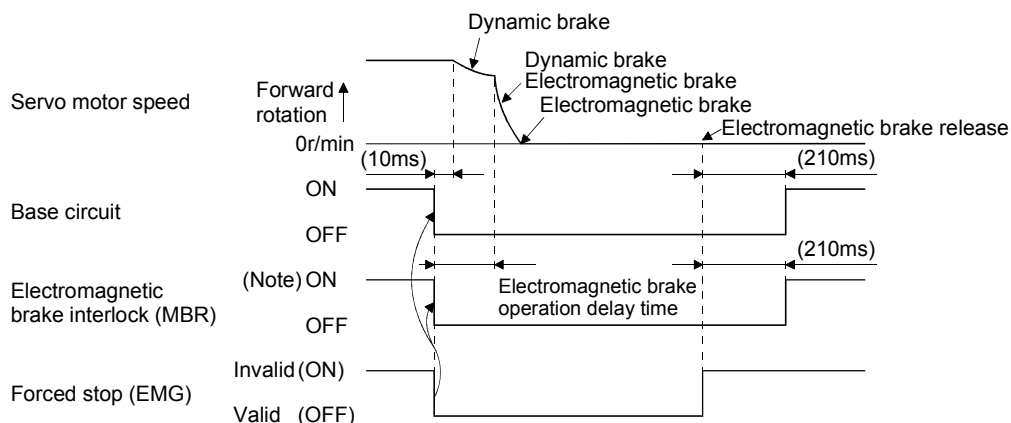 Dynamic brake
Dynamic brake
Electromagnetic brake
Electromagnetic brake
Servo motor speed
Forward
rotation
0r/min
Electromagnetic brake release
(10ms)
(210ms)
Base circuit
ON
OFF
(210ms)
Electromagnetic
brake interlock (MBR)
(Note) ON
OFF
Electromagnetic brake
operation delay time
Forced stop (EMG)
Invalid (ON)
Valid (OFF)